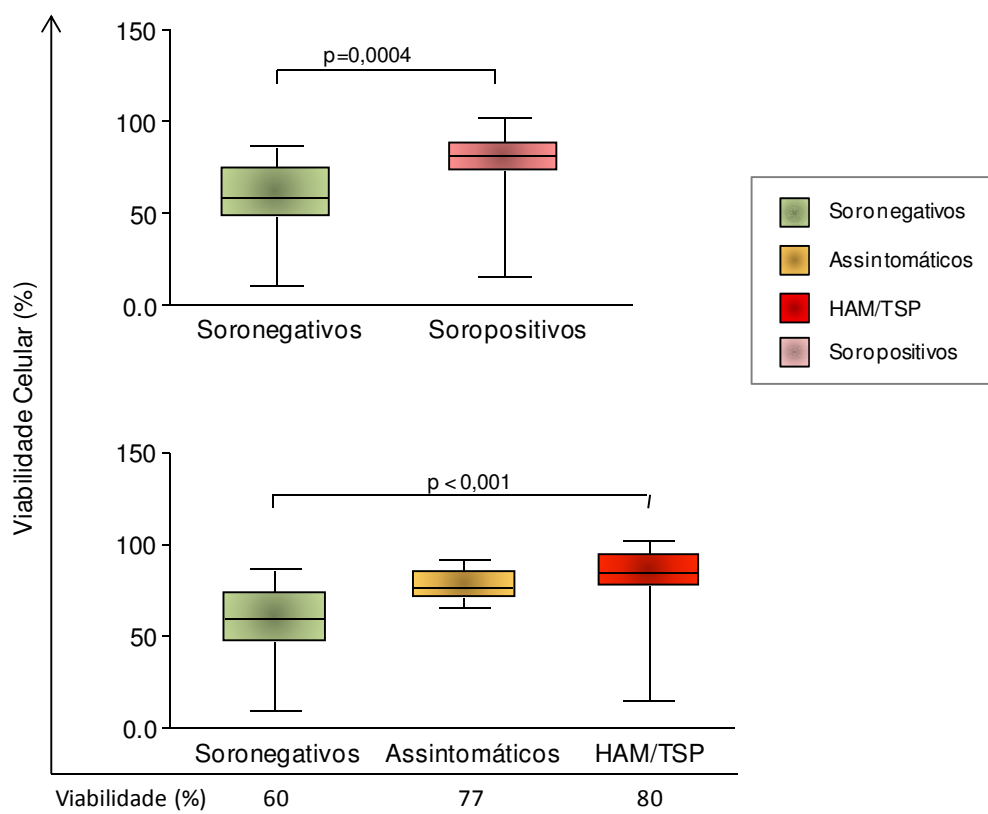 Viabilidade Celular (%)
150
100
50
0.0
p=0,0004
Soronegativos Soropositivos
Soronegativos
Assintomáticos
HAM/TSP
Soropositivos
150
100
50
0.0
p < 0,001
Soronegativos Assintomáticos HAM/TSP
Viabilidade (%) 60 77 80